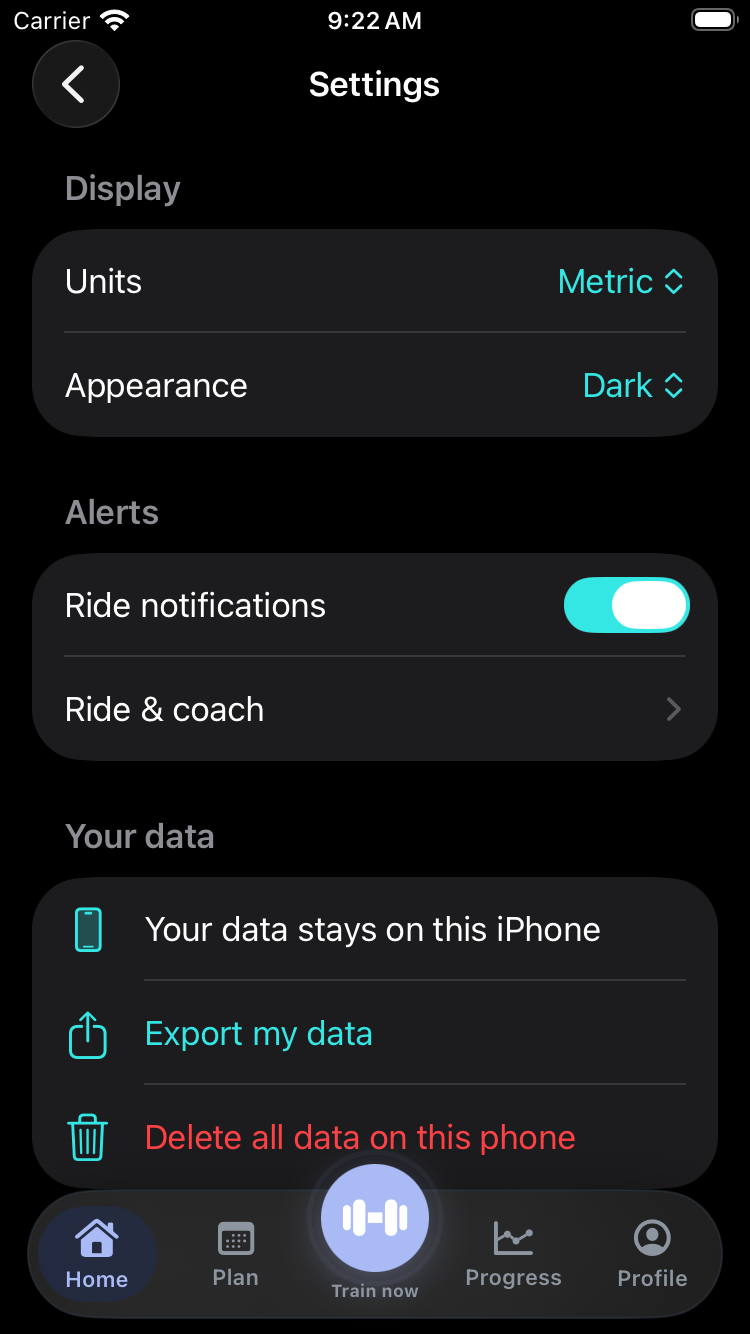 Carrier 9:22 AM
Settings
Display
Units Metric
Appearance Dark
Alerts
Ride notifications
Ride & coach
Your data
Your data stays on this iPhone
Export my data
Delete all data on this phone
Home Plan Train now Progress Profile